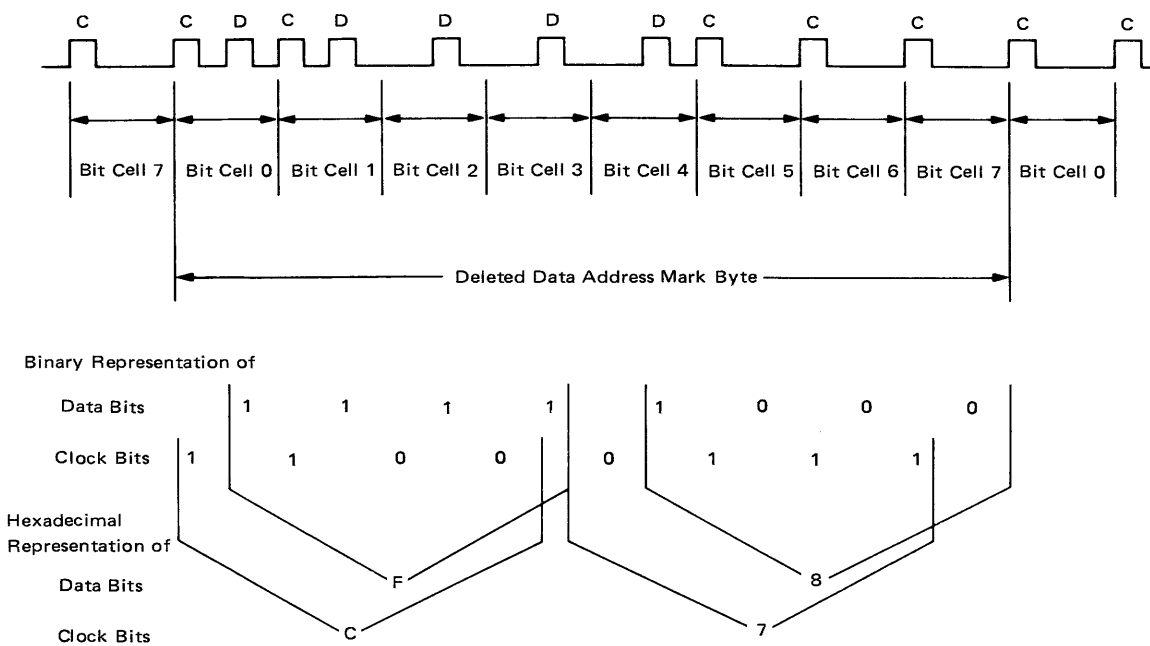 C C D C D D D D C C C C C
Bit Cell 7 Bit Cell 0 Bit Cell 1 Bit Cell 2 Bit Cell 3 Bit Cell 4 Bit Cell 5 Bit Cell 6 Bit Cell 7 Bit Cell 0
Deleted Data Address Mark Byte
Binary Representation of
Data Bits 1 1 1 1 1 0 0 0
Clock Bits 1 1 0 0 0 1 1 1
Hexadecimal
Representation of
Data Bits F 8
Clock Bits C 7